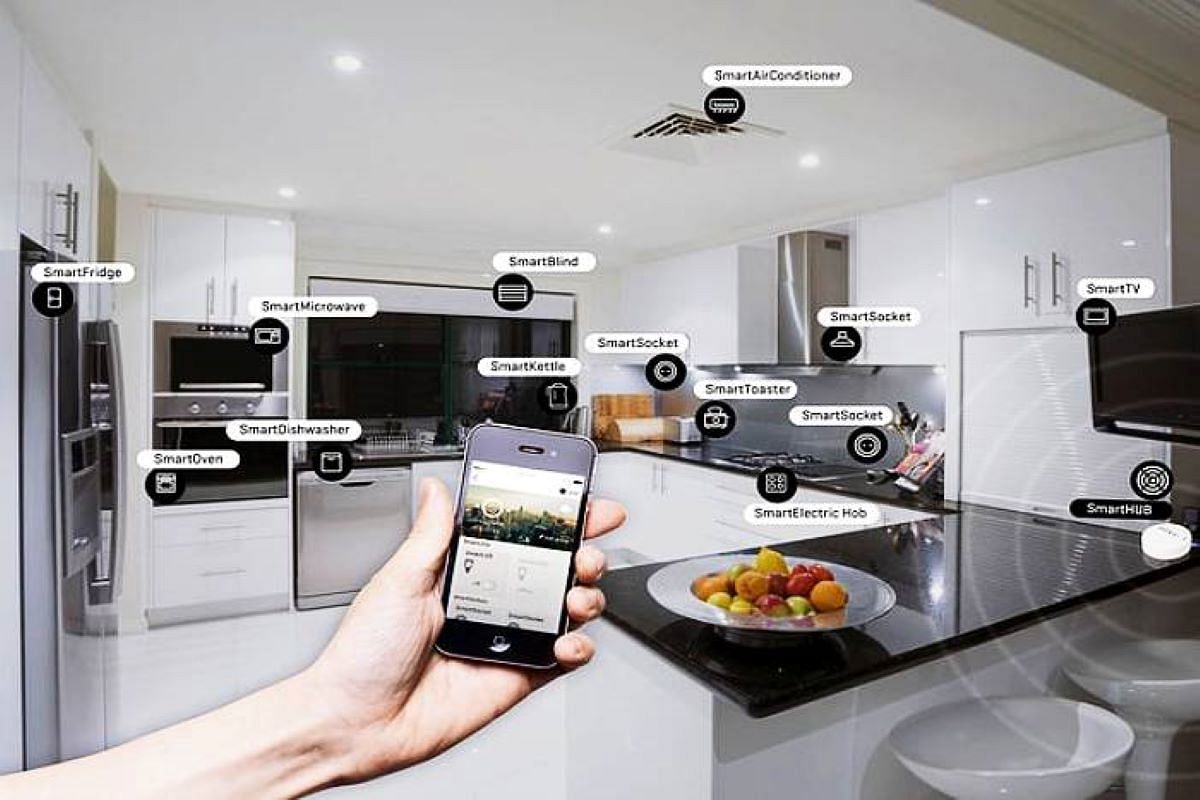 SmartAirConditioner
SmartFridge
SmartBlind
SmartMicrowave
SmartTV
SmartSocket
SmartSocket
SmartKettle
SmartToaster
SmartSocket
SmartDishwasher
SmartOven
SmartElectric Hob
SmartHUB